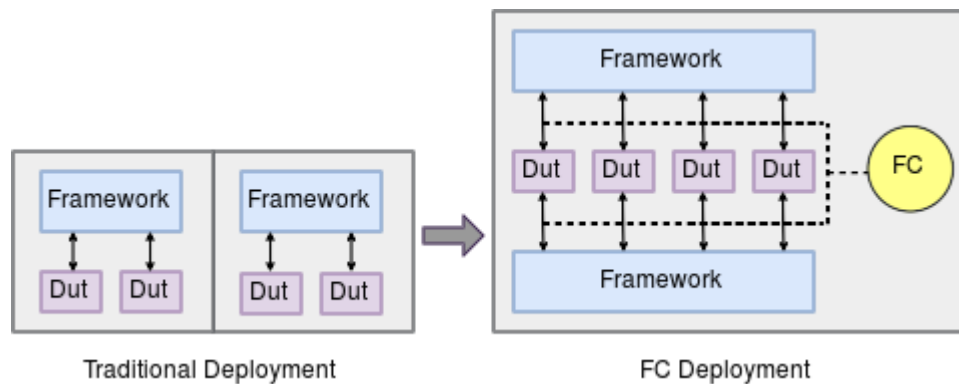 Framework
Dut Dut Dut Dut
FC
Framework
Framework Framework
Dut Dut Dut Dut
Traditional Deployment
FC Deployment